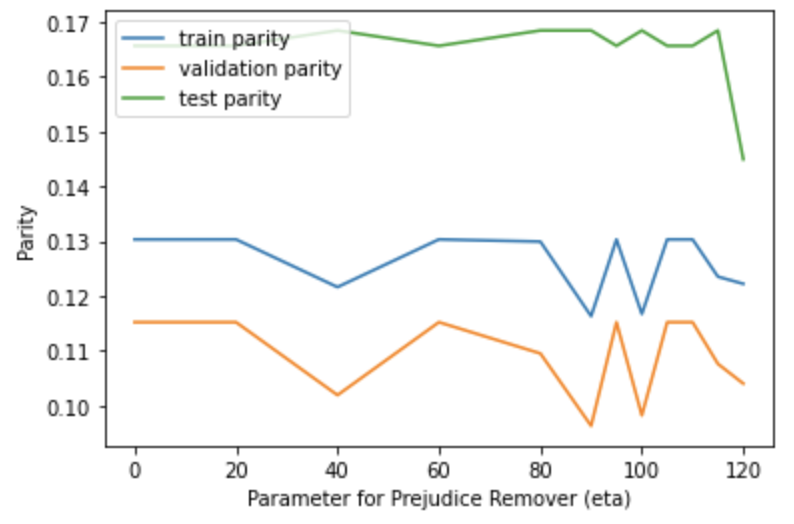 0.17
0.16
0.15
0.14
0.13
0.12
0.11
0.10
Parity
train parity
validation parity
test parity
0 20 40 60 80 100 120
Parameter for Prejudice Remover (eta)